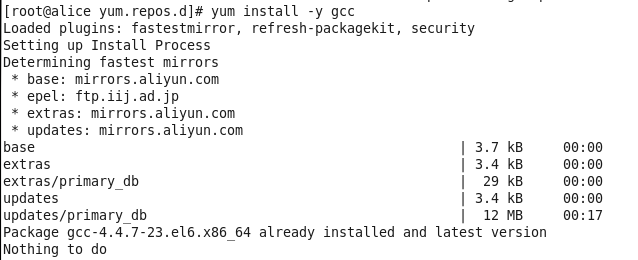 [root@alice yum.repos.d]# yum install -y gcc
Loaded plugins: fastestmirror, refresh-packagekit, security
Setting up Install Process
Determining fastest mirrors
 * base: mirrors.aliyun.com
 * epel: ftp.iij.ad.jp
 * extras: mirrors.aliyun.com
 * updates: mirrors.aliyun.com
base                                                     | 3.7 kB     00:00
extras                                                   | 3.4 kB     00:00
extras/primary_db                                        |  29 kB     00:00
updates                                                  | 3.4 kB     00:00
updates/primary_db                                       |  12 MB     00:17
Package gcc-4.4.7-23.el6.x86_64 already installed and latest version
Nothing to do